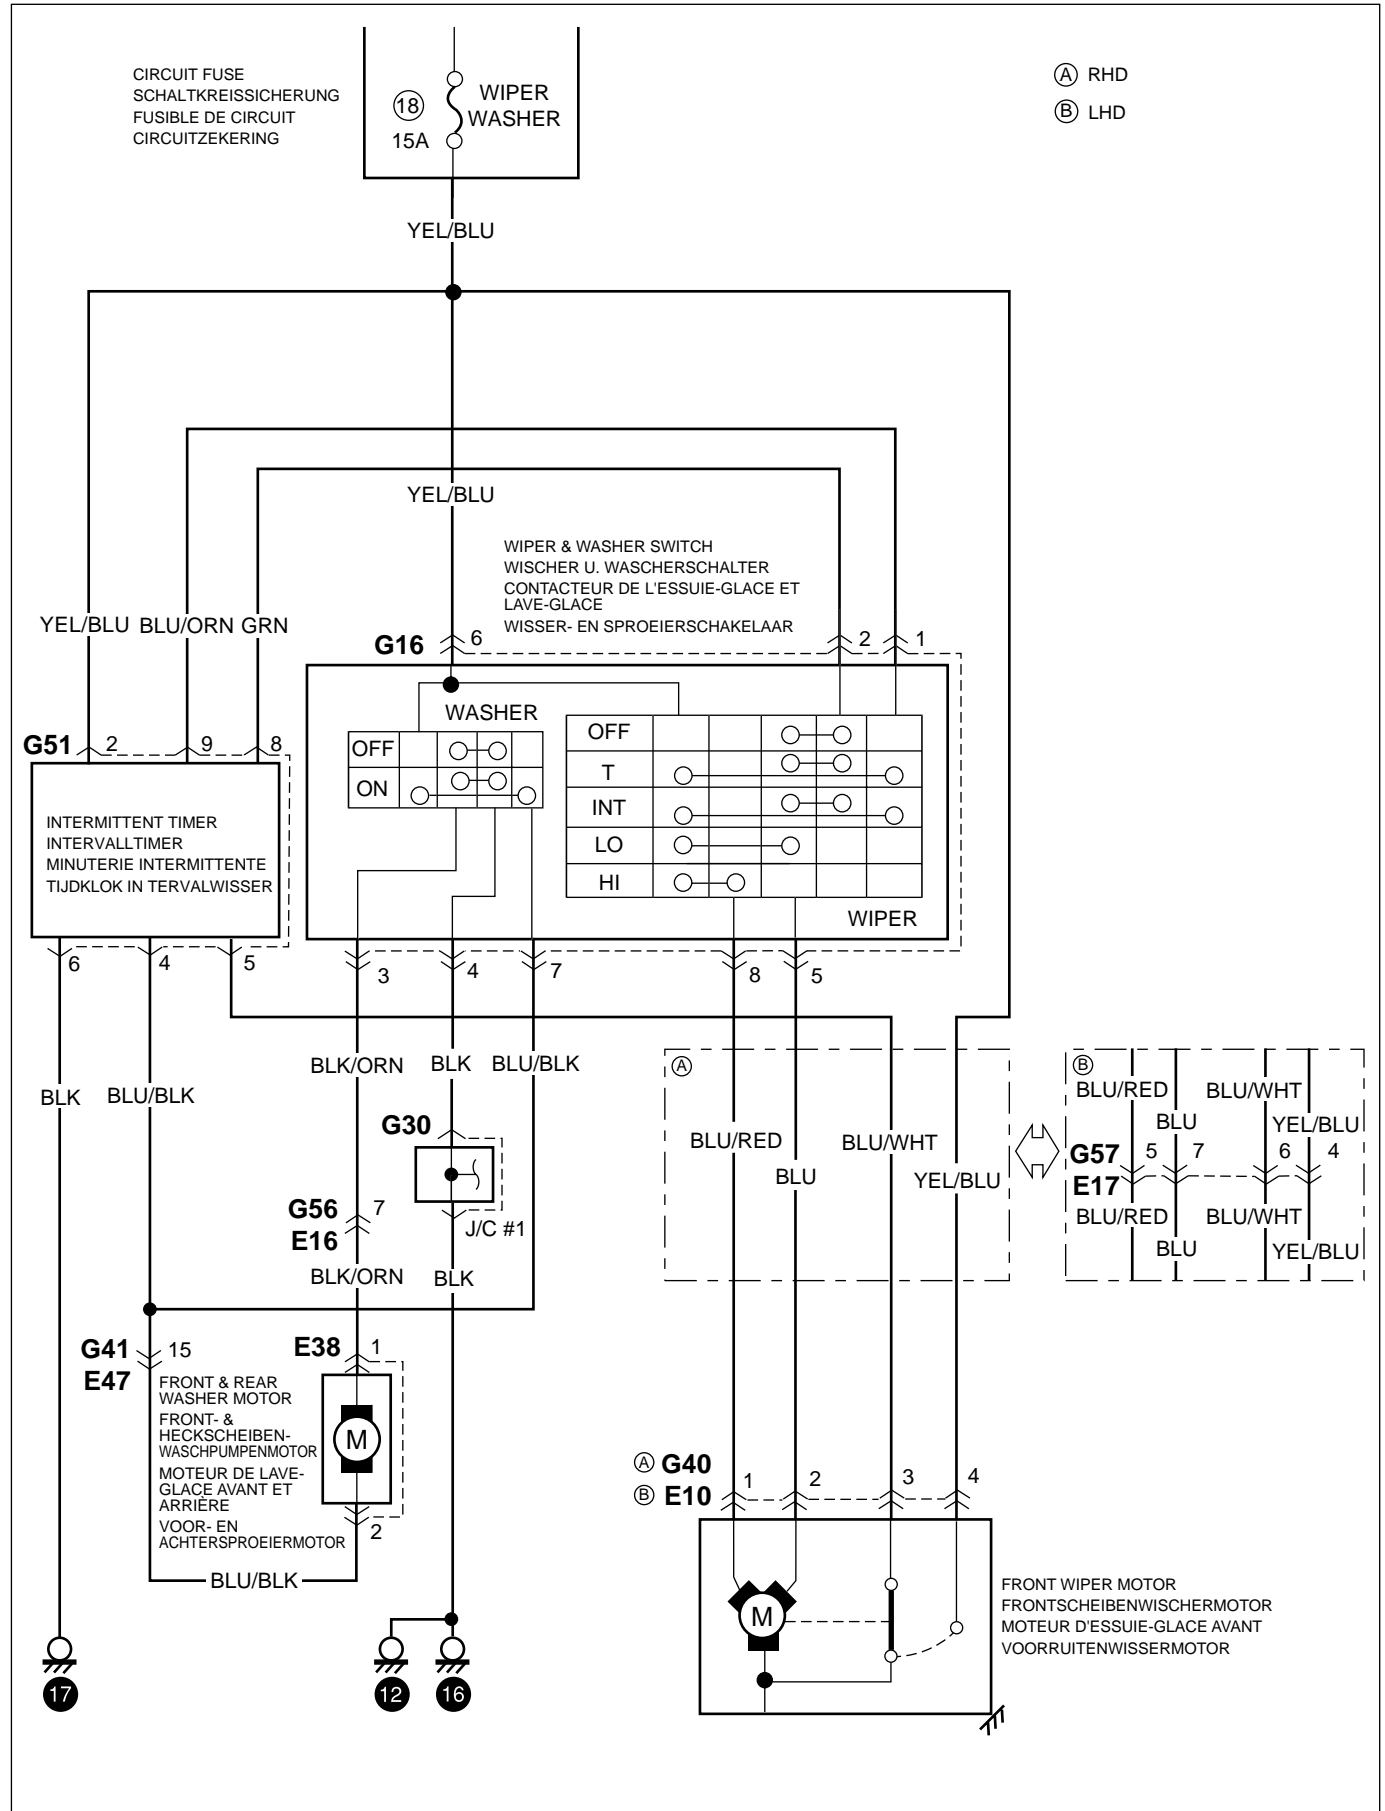 CIRCUIT FUSE
SCHALTKREISSICHERUNG
FUSIBLE DE CIRCUIT
CIRCUITZEKERING
18
15A
WIPER
WASHER
A RHD
B LHD
YEL/BLU
YEL/BLU
WIPER & WASHER SWITCH
WISCHER U. WASCHERSCHALTER
CONTACTEUR DE L'ESSUIE-GLACE ET
LAVE-GLACE
WISSER- EN SPROEIERSCHAKELAAR
YEL/BLU BLU/ORN GRN
G16 6 2 1
WASHER
OFF
ON
OFF
T
INT
LO
HI
WIPER
G51 2 9 8
INTERMITTENT TIMER
INTERVALLTIMER
MINUTERIE INTERMITTENTE
TIJDKLOK IN TERVALWISSER
6 4 5 3 4 7 8 5
BLK/ORN BLK BLU/BLK
BLK BLU/BLK
A
BLU/RED
BLU
BLU/WHT
YEL/BLU
B
BLU/RED BLU/WHT
BLU YEL/BLU
G57 5 7 6 4
E17
BLU/RED BLU/WHT
BLU YEL/BLU
G30
J/C #1
G56 7
E16
BLK/ORN BLK
G41 15
E47
E38 1
FRONT & REAR
WASHER MOTOR
FRONT- &
HECKSCHEIBEN-
WASCHPUMPENMOTOR
MOTEUR DE LAVE-
GLACE AVANT ET
ARRIÈRE
VOOR- EN
ACHTERSPROEIERMOTOR
M
2
BLU/BLK
A G40
B E10
1 2 3 4
M
FRONT WIPER MOTOR
FRONTSCHEIBENWISCHERMOTOR
MOTEUR D'ESSUIE-GLACE AVANT
VOORRUITENWISSERMOTOR
17 12 16